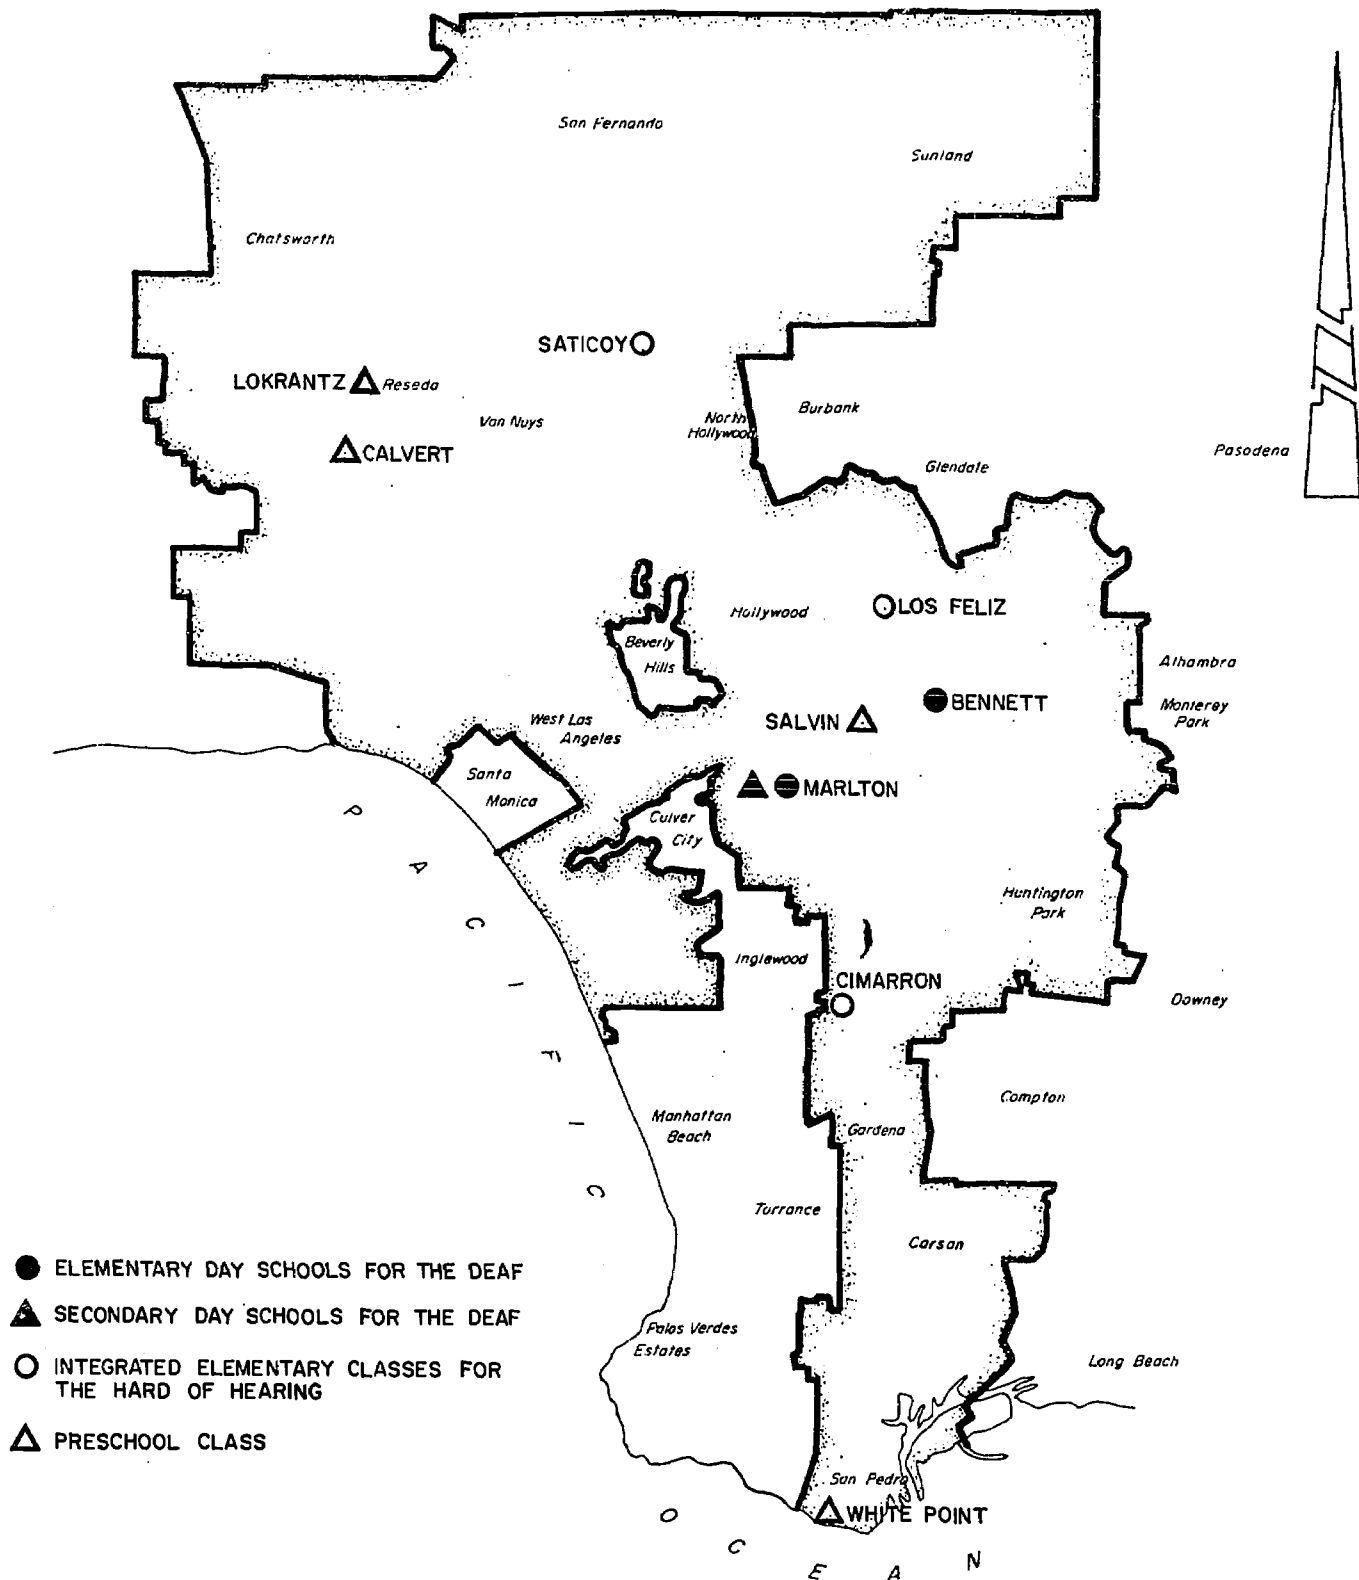 San Fernando
Sunland
Chatsworth
SATICOY
LOKRANTZ
Reseda
Van Nuys
CALVERT
North
Hollywood
Burbank
Glendale
Pasadena
LOS FELIZ
Hollywood
Beverly
Hills
Alhambra
Monterey
Park
BENNETT
SALVIN
West Los
Angeles
Santa
Monica
MARLTON
Culver
City
Huntington
Park
Inglewood
CIMARRON
Downey
Compton
Manhattan
Beach
Gardena
Torrance
Carson
PACIFIC
ELEMENTARY DAY SCHOOLS FOR THE DEAF
SECONDARY DAY SCHOOLS FOR THE DEAF
INTEGRATED ELEMENTARY CLASSES FOR
THE HARD OF HEARING
PRESCHOOL CLASS
Palos Verdes
Estates
Long Beach
San Pedro
WHITE POINT
OCEAN